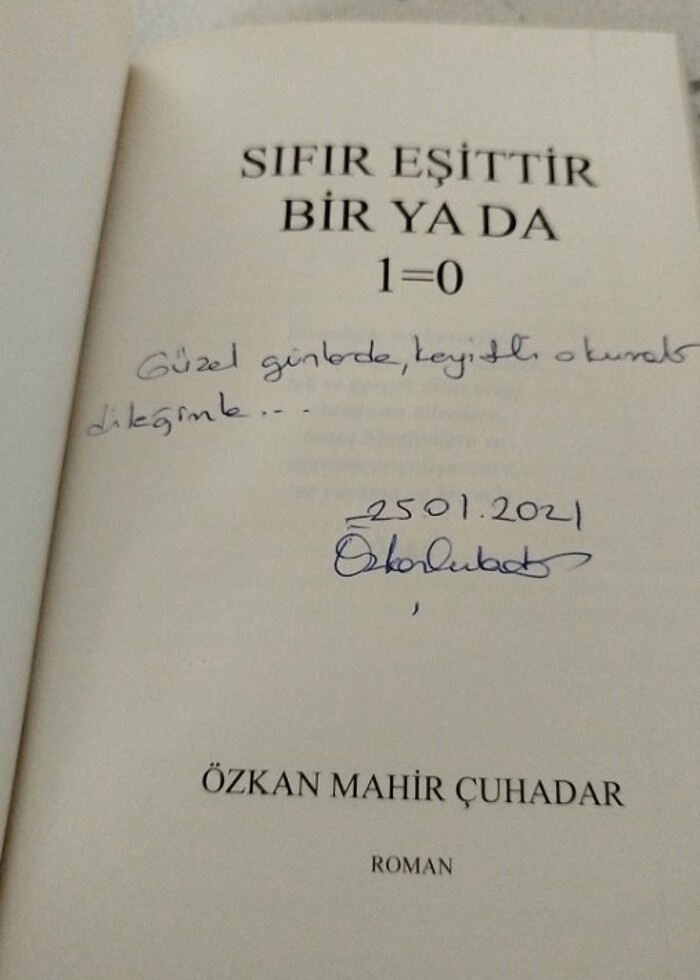 SIFIR EŞİTTİR
BİR YA DA
1=0
Güzel günlerde, keyifli okumalar
dileğimle...
25.01.2021
ÖZKAN MAHİR ÇUHADAR
ROMAN